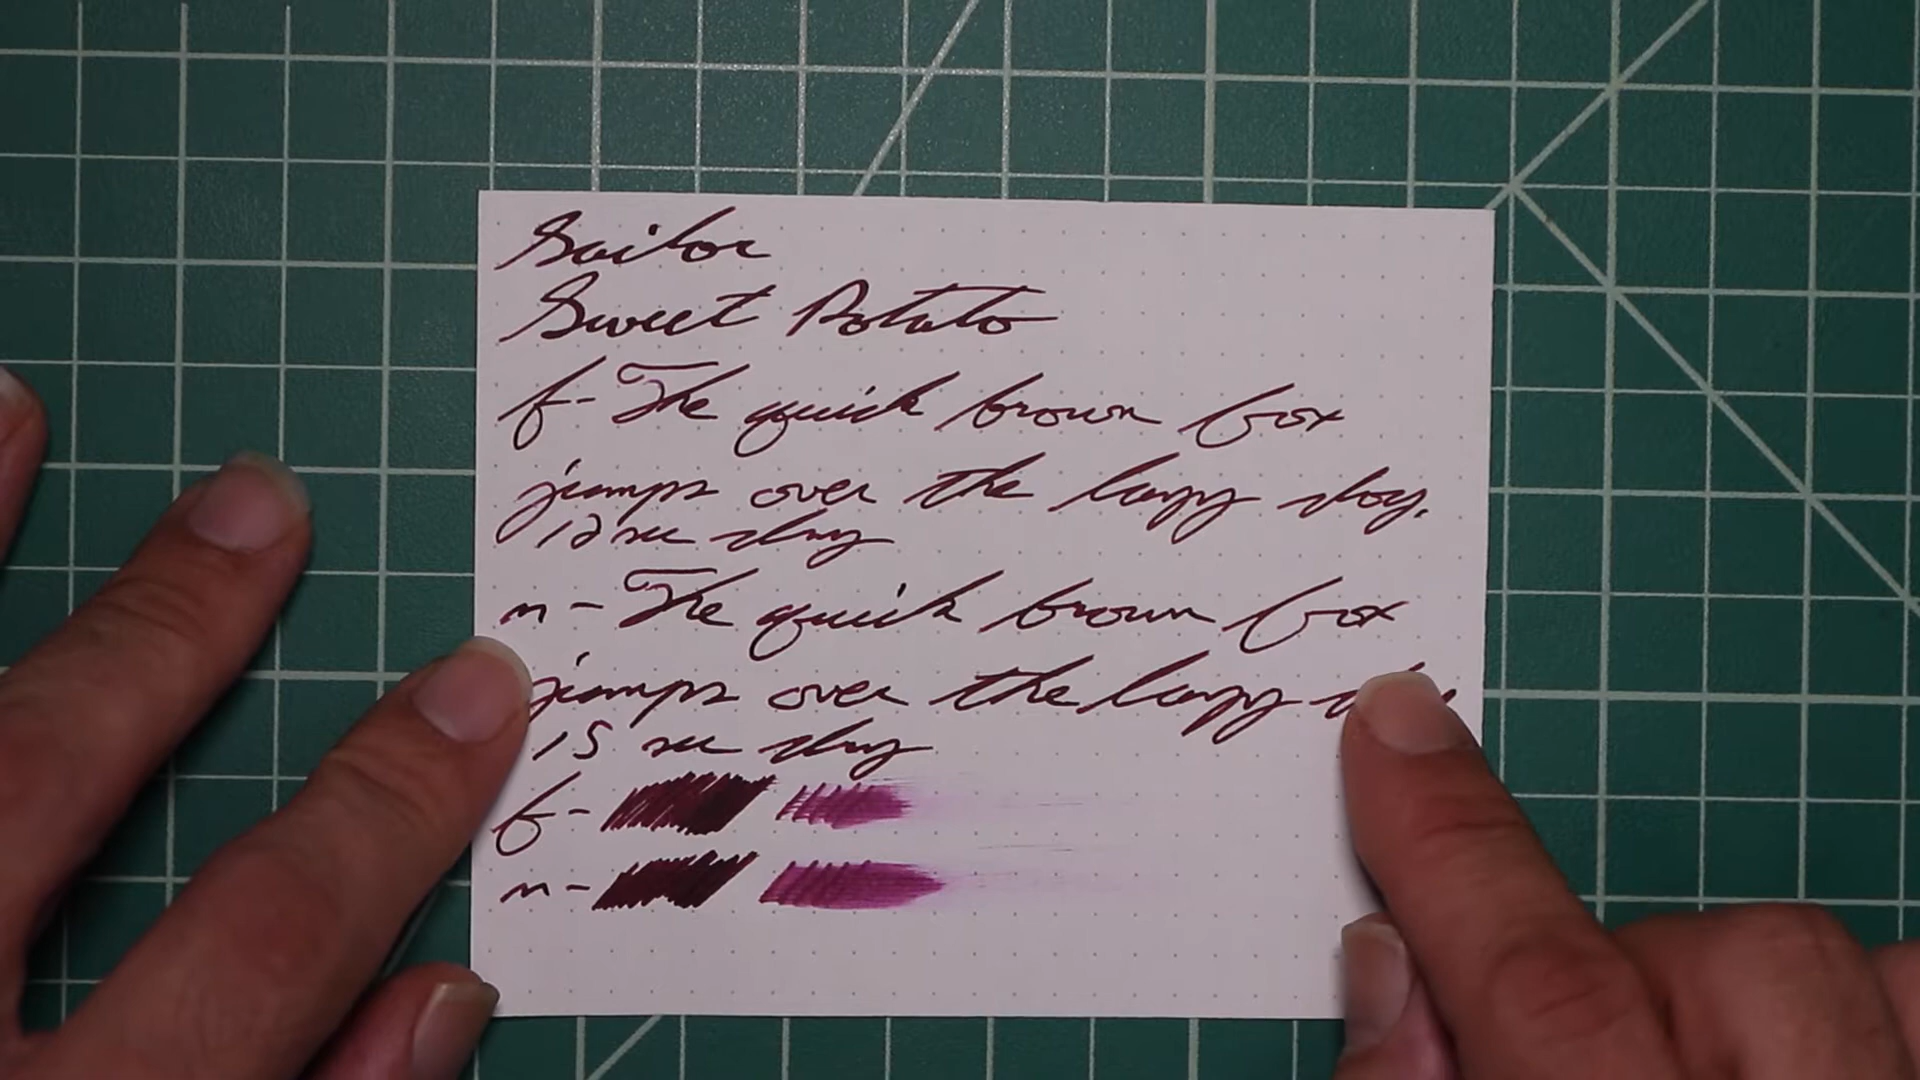 Sailor
Sweet Potato
f- The quick brown fox
jumps over the lazy dog.
12 sec dry
m - The quick brown fox
jumps over the lazy
15 sec dry
f-
m-